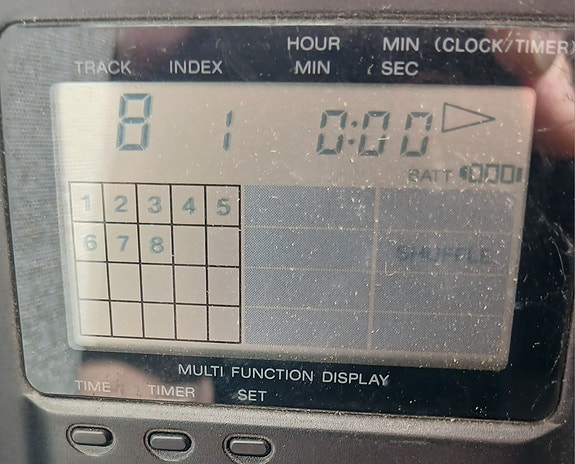 HOUR MIN (CLOCK/TIMER)
TRACK INDEX MIN SEC
8 1 0:00
BATT
1 2 3 4 5
6 7 8
SHUFFLE
MULTI FUNCTION DISPLAY
TIME TIMER SET